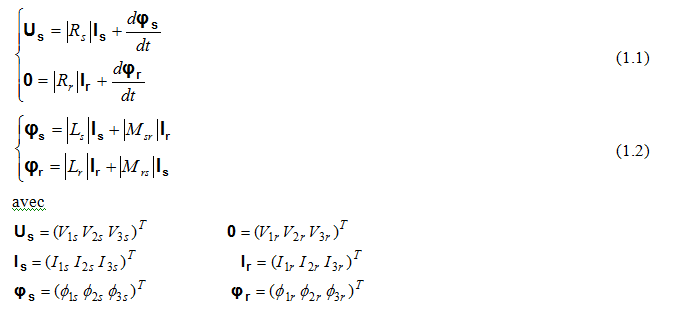 U_s = |R_s| I_s + dφ_s/dt
0 = |R_r| I_r + dφ_r/dt (1.1)
φ_s = |L_s| I_s + |M_sr| I_r
φ_r = |L_r| I_r + |M_rs| I_s (1.2)
avec
U_s = (V_1s V_2s V_3s)^T 0 = (V_1r V_2r V_3r)^T
I_s = (I_1s I_2s I_3s)^T I_r = (I_1r I_2r I_3r)^T
φ_s = (ϕ_1s ϕ_2s ϕ_3s)^T φ_r = (ϕ_1r ϕ_2r ϕ_3r)^T